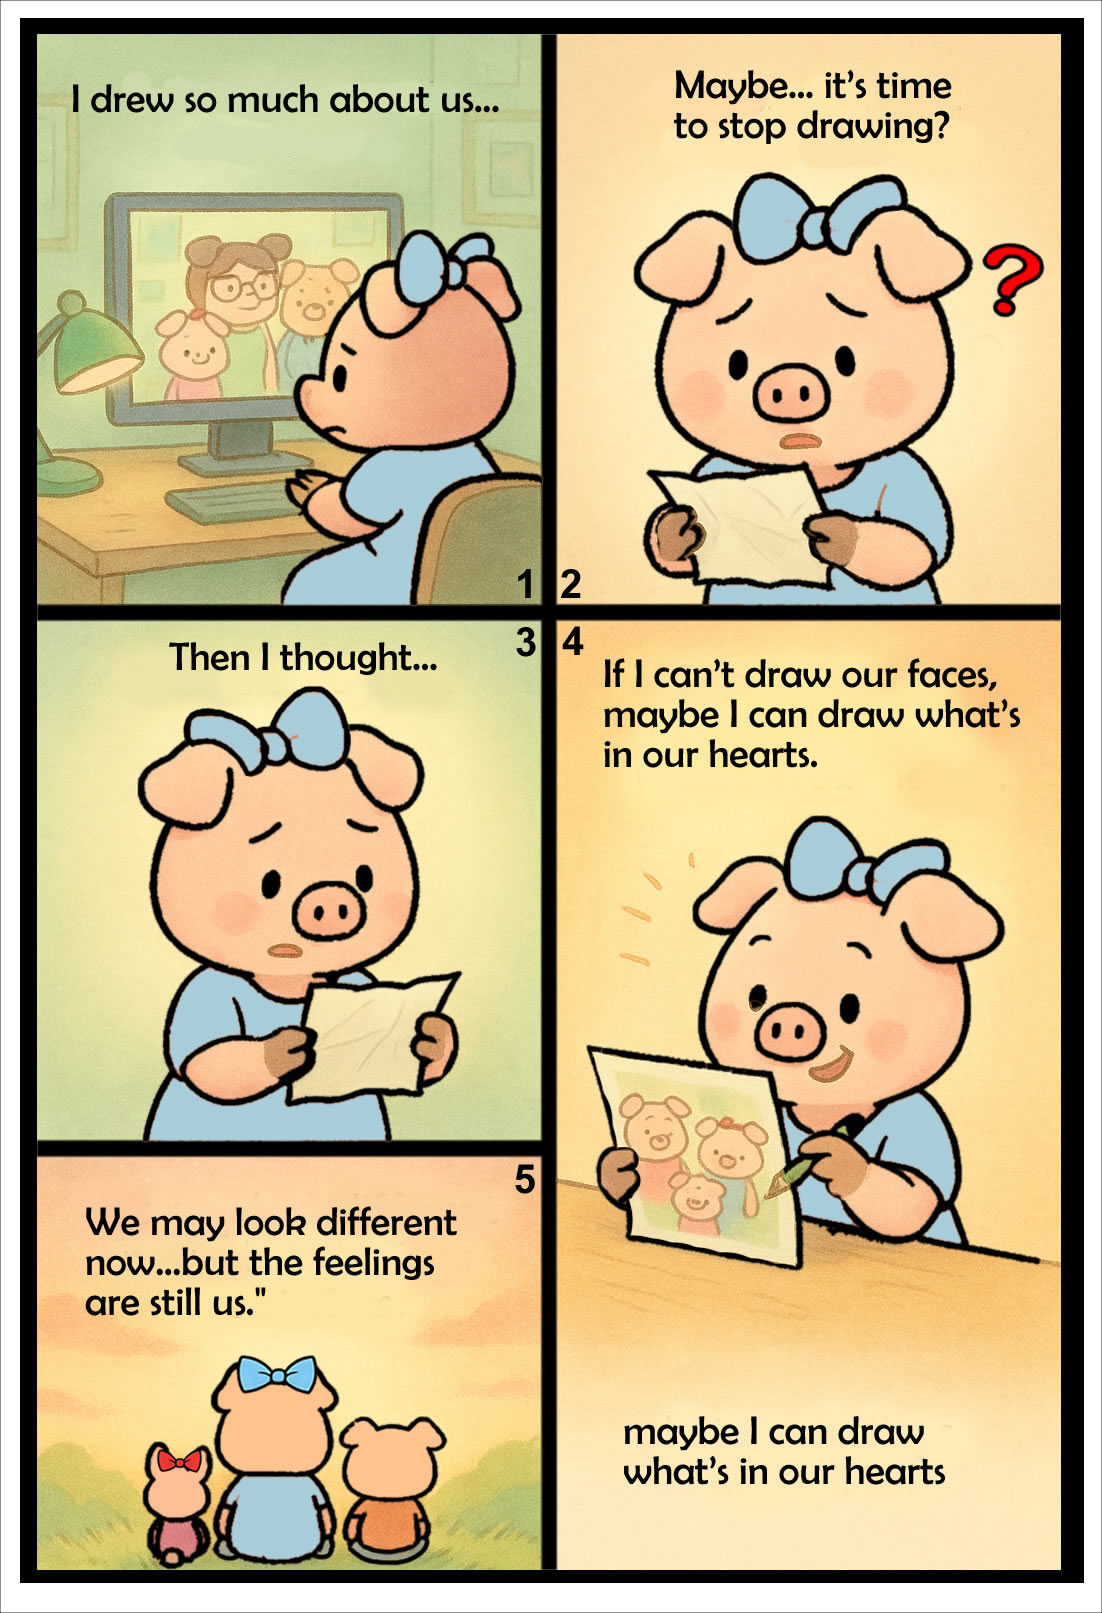 I drew so much about us...
1
Maybe... it's time
to stop drawing?
?
2
3
Then I thought...
4
If I can't draw our faces,
maybe I can draw what's
in our hearts.
maybe I can draw
what's in our hearts
5
We may look different
now...but the feelings
are still us."